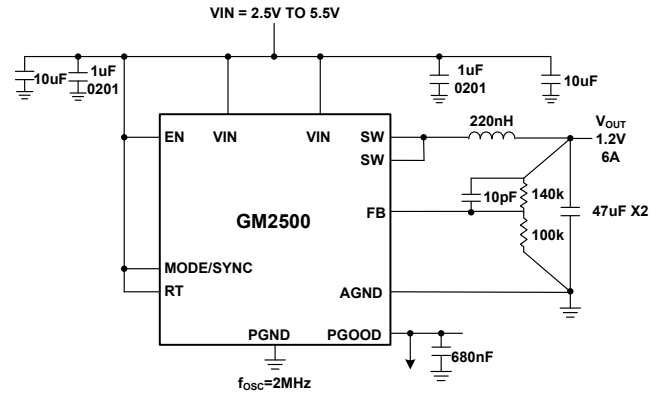 VIN = 2.5V TO 5.5V
10uF
1uF
0201
1uF
0201
10uF
EN
VIN
VIN
SW
SW
220nH
VOUT
1.2V
6A
10pF
140k
47uF X2
GM2500
FB
100k
MODE/SYNC
RT
AGND
PGND
PGOOD
680nF
fOSC=2MHz